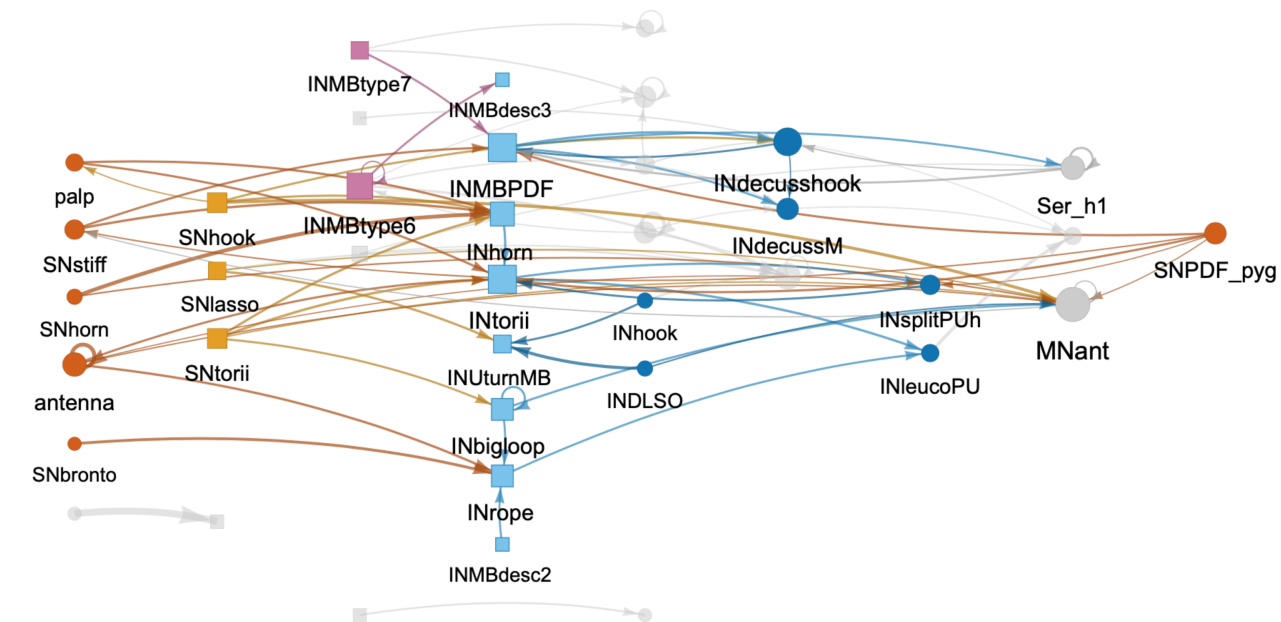 INMBtype7
INMBdesc3
INMBPDF
INdecusshook
palp
SNhook
INMBtype6
Ser_h1
INdecussM
INhorn
SNstiff
SNPDF_pyg
SNlasso
INtorii
INhook
INsplitPUh
SNhorn
MNant
SNtorii
INUturnMB
INleucoPU
antenna
INDLSO
INbigloop
SNbronto
INrope
INMBdesc2